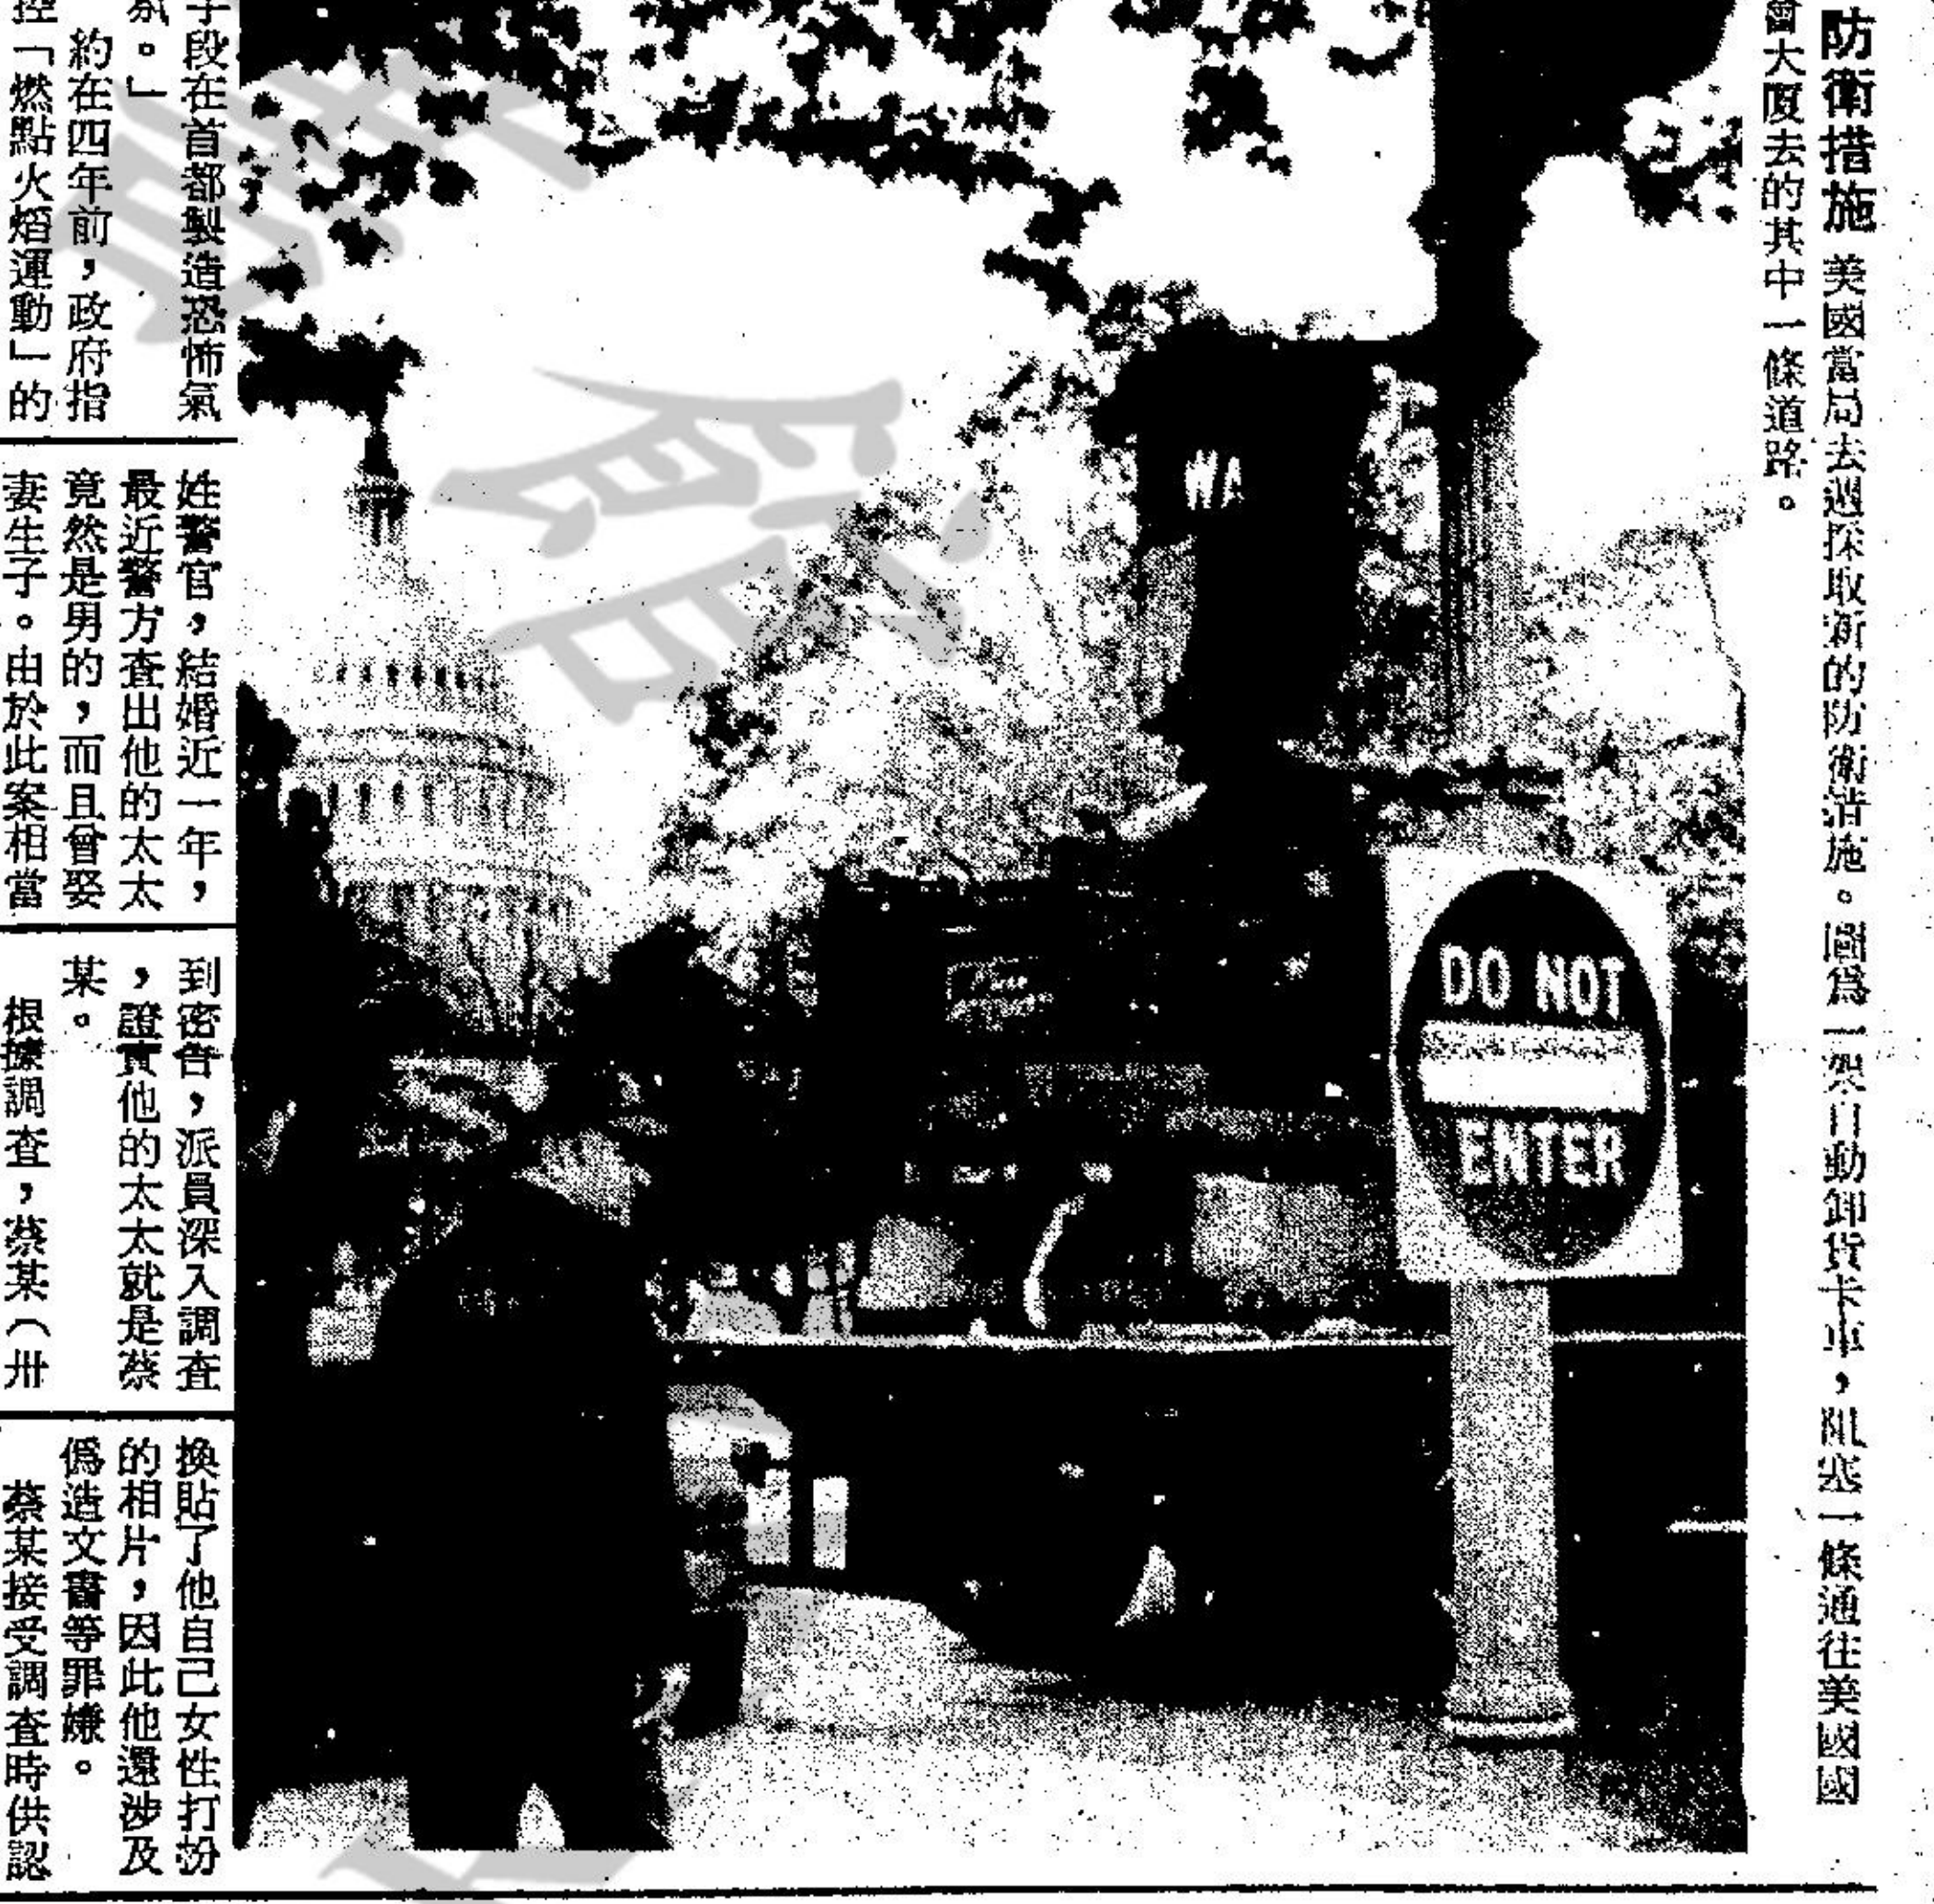 防衛措施 美國當局去週採取新的防衛措施。圖爲一架自動卸貨卡車，阻塞一條通往美國國
會大廈去的其中一條道路。
WA
DO NOT
ENTER
段在首都製造恐怖氣
氛。」
約在四年前，政府指
控「燃點火焰運動」的
姓警官，結婚近一年，
最近警方查出他的太太
竟然是男的，而且曾娶
妻生子。由於此案相當
到密告，派員深入調查
，證實他的太太就是蔡
某。
根據調查，蔡某（卅
換貼了他自己女性打扮
的相片，因此他還涉及
僞造文書等罪嫌。
蔡某接受調查時供認